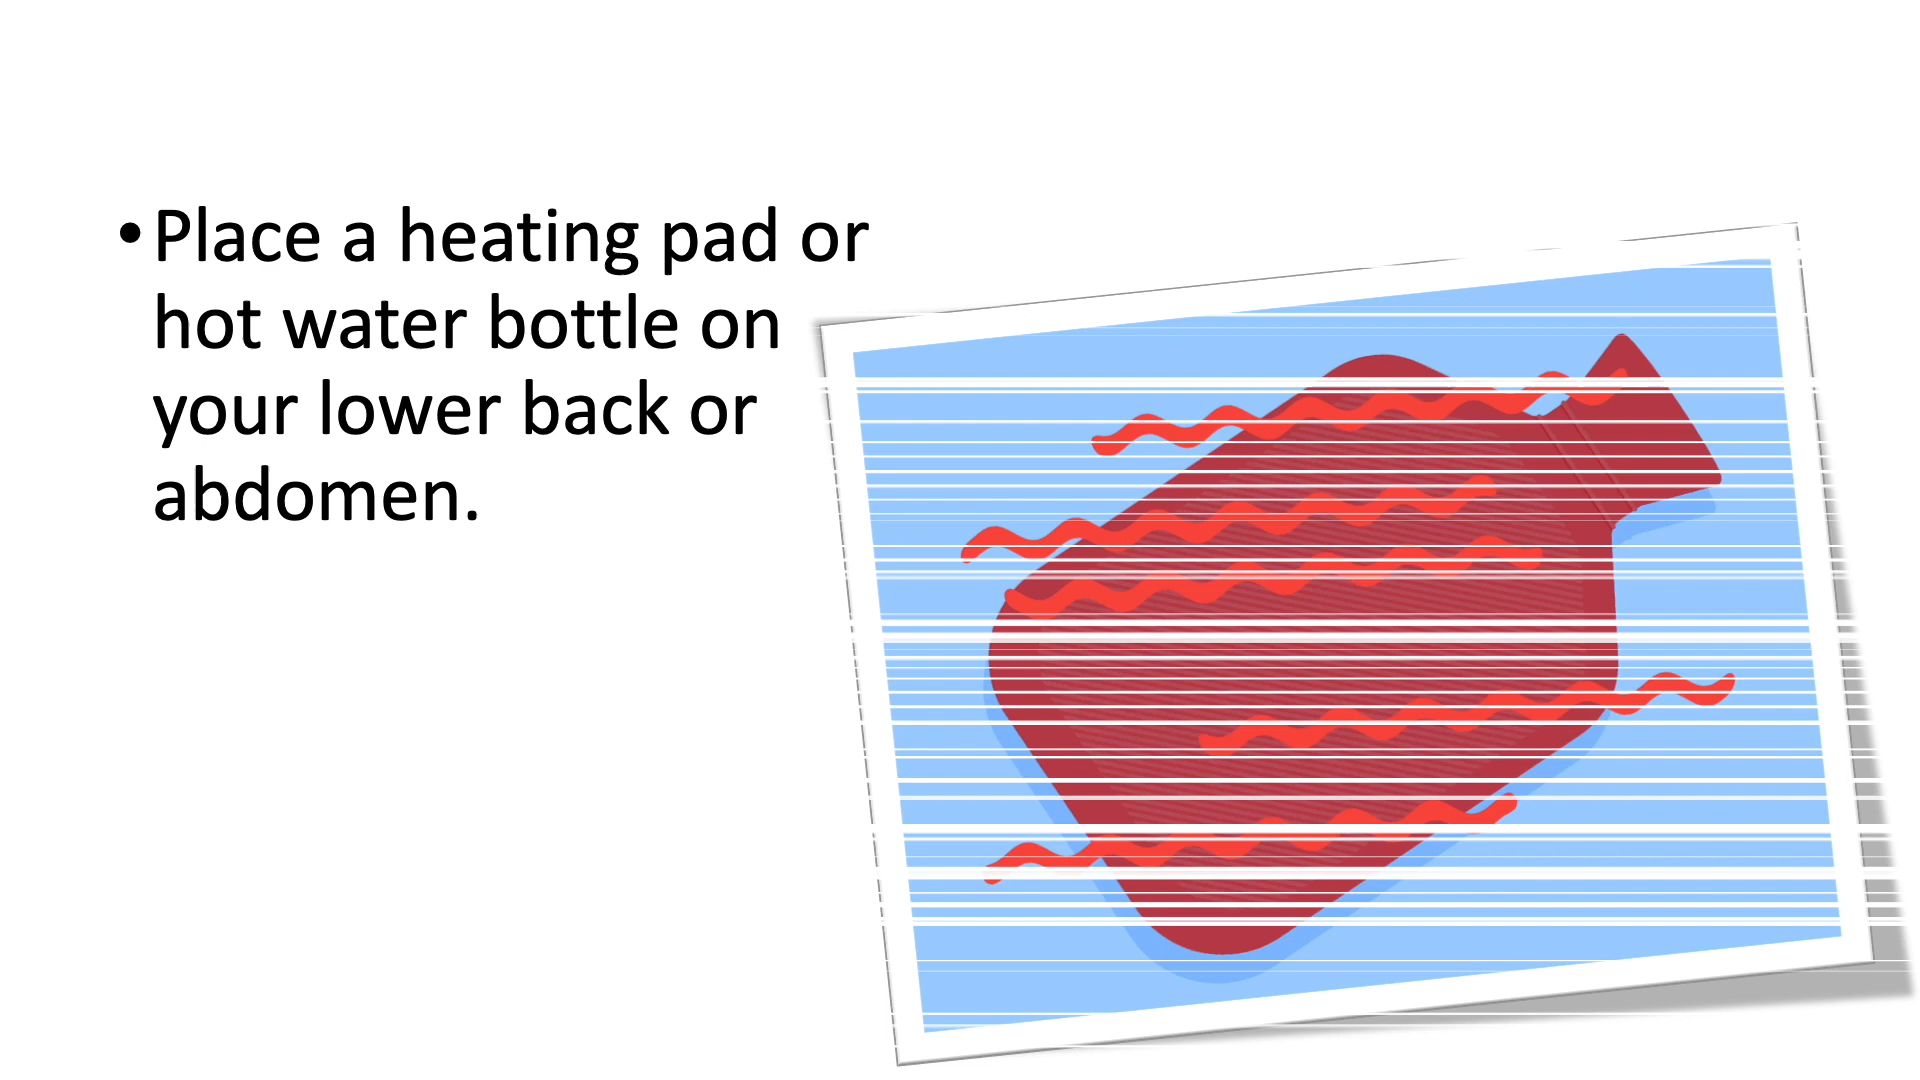 • Place a heating pad or
hot water bottle on
your lower back or
abdomen.